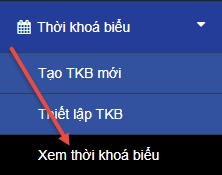 Thời khoá biểu
Tạo TKB mới
Thiết lập TKB
Xem thời khoá biểu